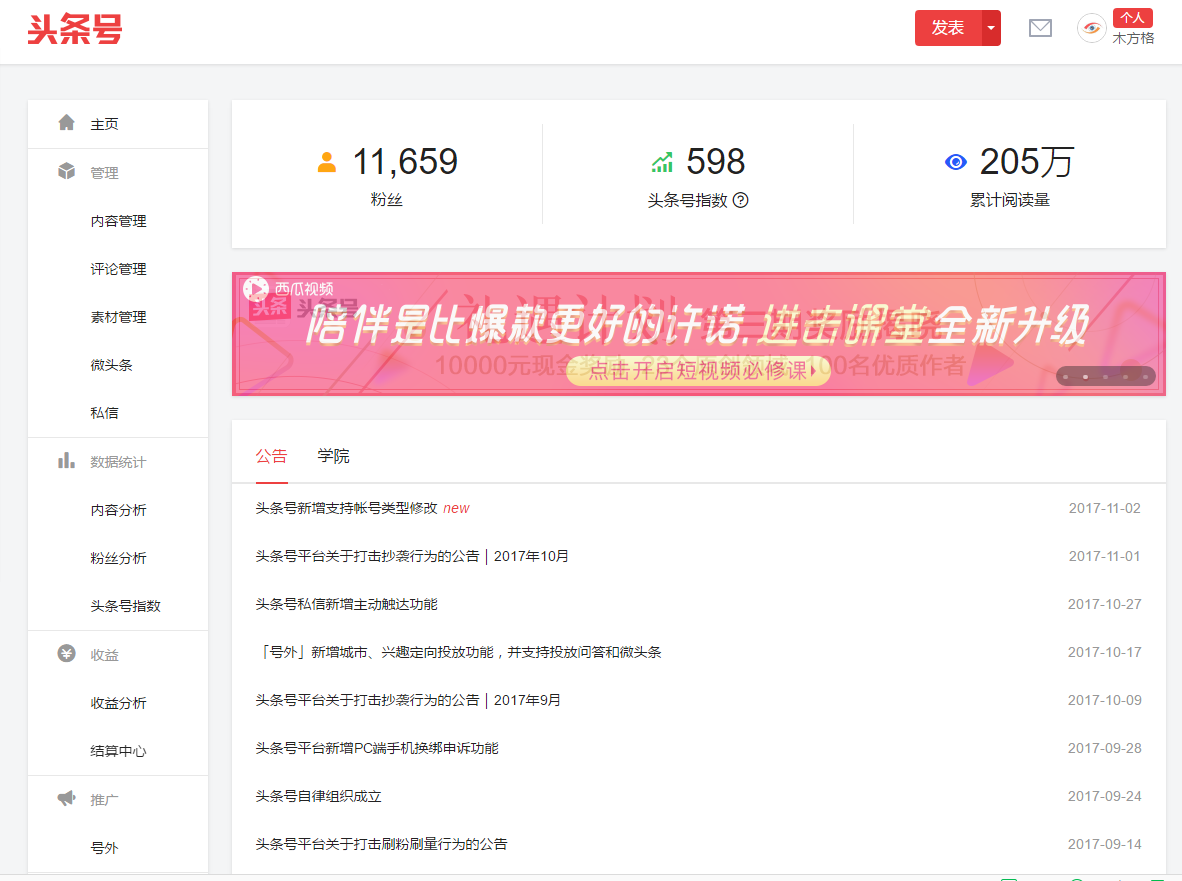 头条号
发表
个人
木方格
主页
管理
内容管理
评论管理
素材管理
微头条
私信
数据统计
内容分析
粉丝分析
头条号指数
收益
收益分析
结算中心
推广
号外
11,659
粉丝
598
头条号指数
205万
累计阅读量
西瓜视频
头条 头条号
陪伴是比爆款更好的许诺.进击课堂全新升级
10000元现金
100名优质作者
点击开启短视频必修课
公告 学院
头条号新增支持帐号类型修改 new 2017-11-02
头条号平台关于打击抄袭行为的公告 | 2017年10月 2017-11-01
头条号私信新增主动触达功能 2017-10-27
「号外」新增城市、兴趣定向投放功能，并支持投放问答和微头条 2017-10-17
头条号平台关于打击抄袭行为的公告 | 2017年9月 2017-10-09
头条号平台新增PC端手机换绑申诉功能 2017-09-28
头条号自律组织成立 2017-09-24
头条号平台关于打击刷粉刷量行为的公告 2017-09-14